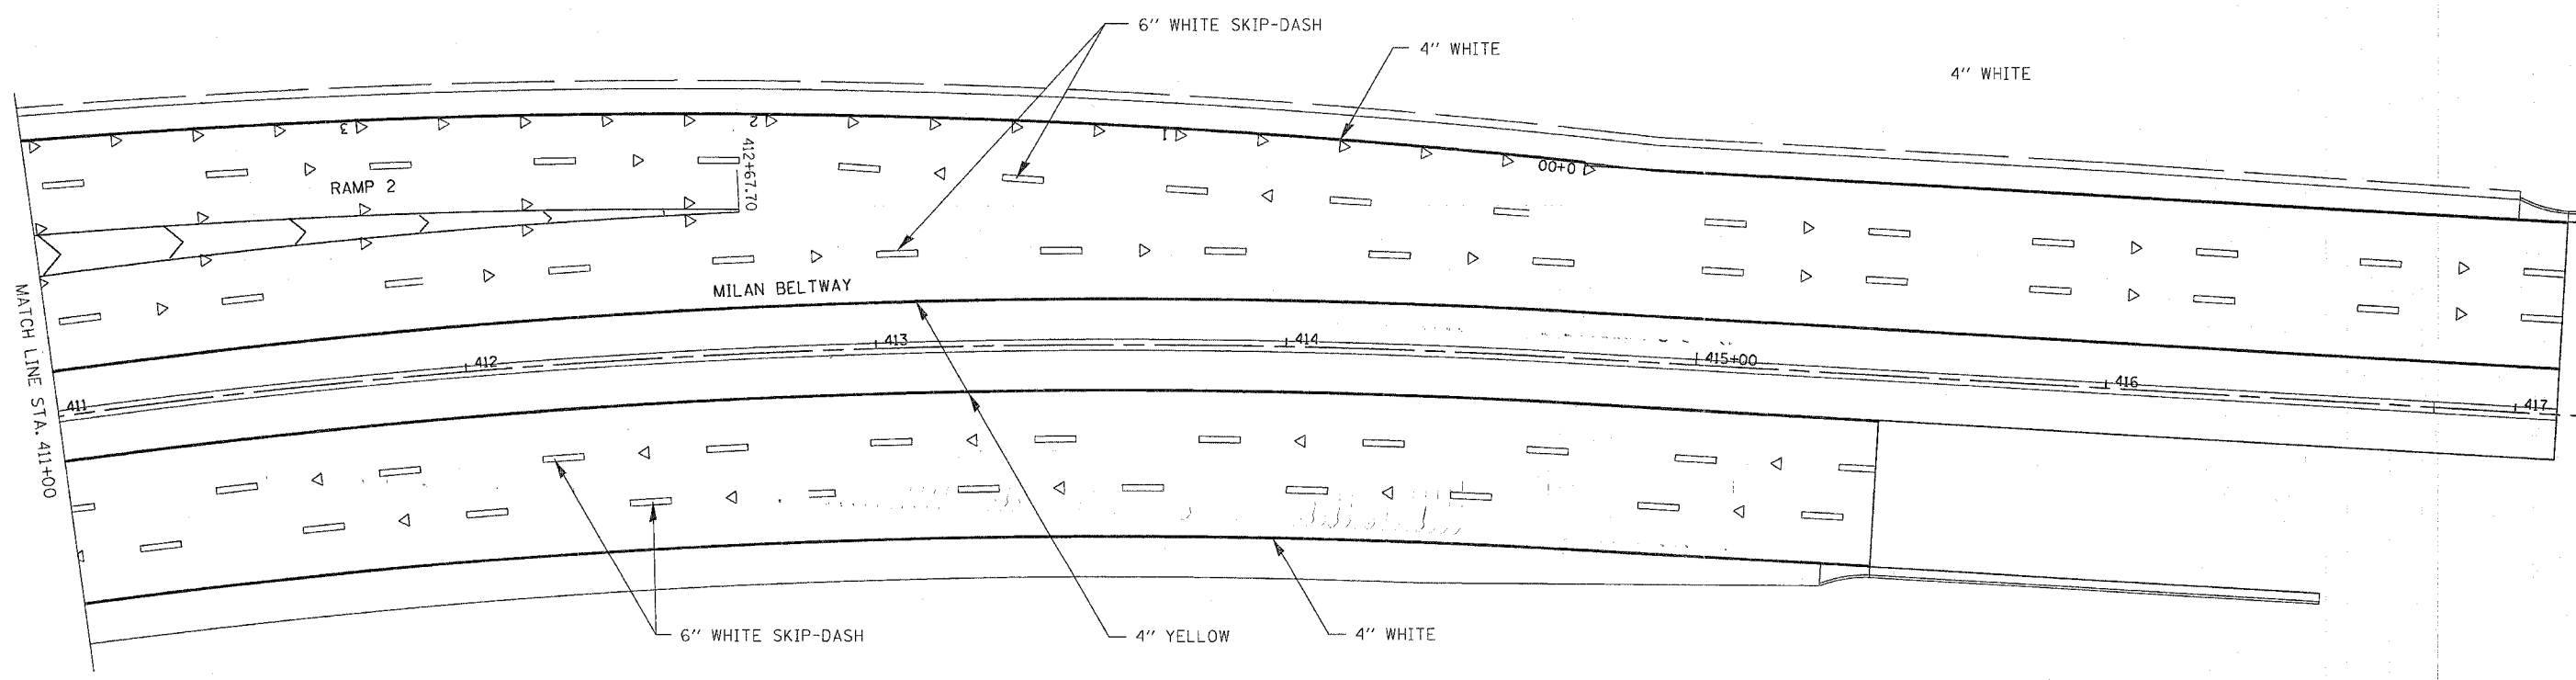 6" WHITE SKIP-DASH
4" WHITE
4" WHITE
3
2
1
0+00
412+67.70
RAMP 2
MILAN BELTWAY
MATCH LINE STA. 411+00
411
412
413
414
415+00
416
417
6" WHITE SKIP-DASH
4" YELLOW
4" WHITE